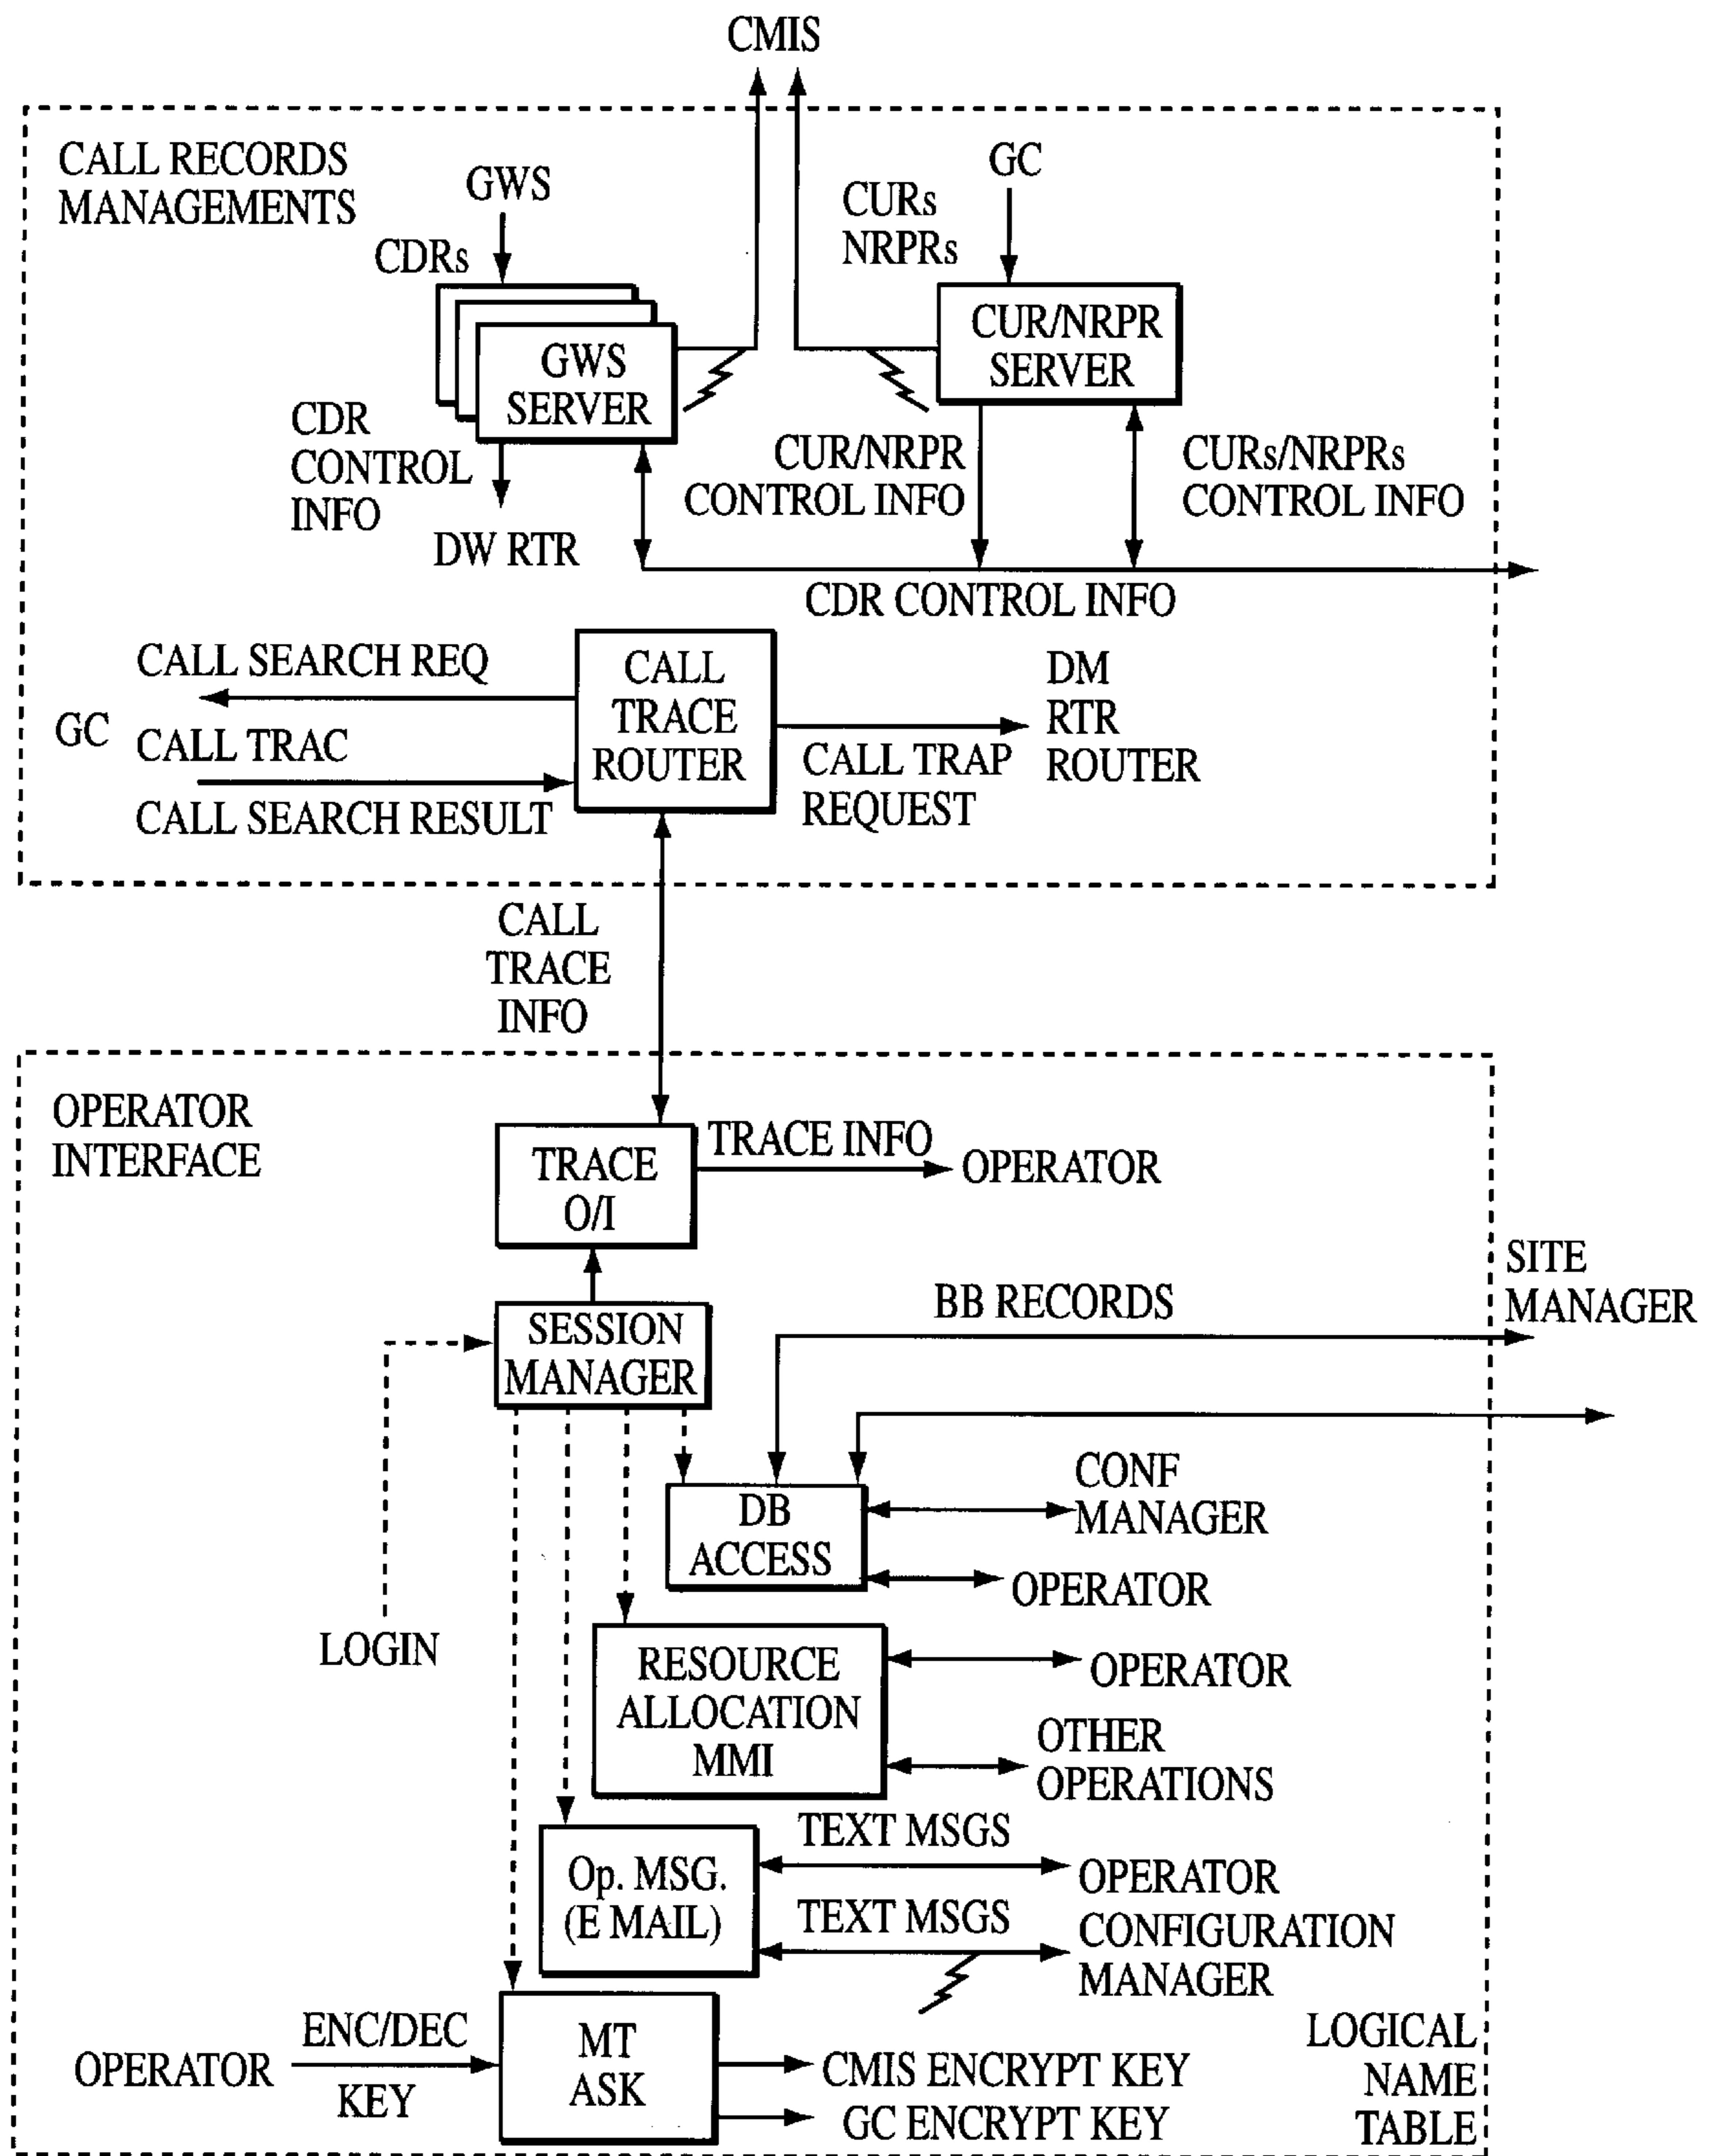 CMIS
CALL RECORDS
MANAGEMENTS
GWS
CDRs
GC
CURs
NRPRs
GWS
SERVER
CUR/NRPR
SERVER
CDR
CONTROL
INFO
DW RTR
CUR/NRPR
CONTROL INFO
CURs/NRPRs
CONTROL INFO
CDR CONTROL INFO
CALL SEARCH REQ
GC
CALL TRAC
CALL SEARCH RESULT
CALL
TRACE
ROUTER
CALL TRAP
REQUEST
DM
RTR
ROUTER
CALL
TRACE
INFO
OPERATOR
INTERFACE
TRACE
O/I
TRACE INFO
OPERATOR
SESSION
MANAGER
BB RECORDS
SITE
MANAGER
DB
ACCESS
CONF
MANAGER
OPERATOR
LOGIN
RESOURCE
ALLOCATION
MMI
OPERATOR
OTHER
OPERATIONS
Op. MSG.
(E MAIL)
TEXT MSGS
OPERATOR
TEXT MSGS
CONFIGURATION
MANAGER
OPERATOR
ENC/DEC
KEY
MT
ASK
CMIS ENCRYPT KEY
GC ENCRYPT KEY
LOGICAL
NAME
TABLE